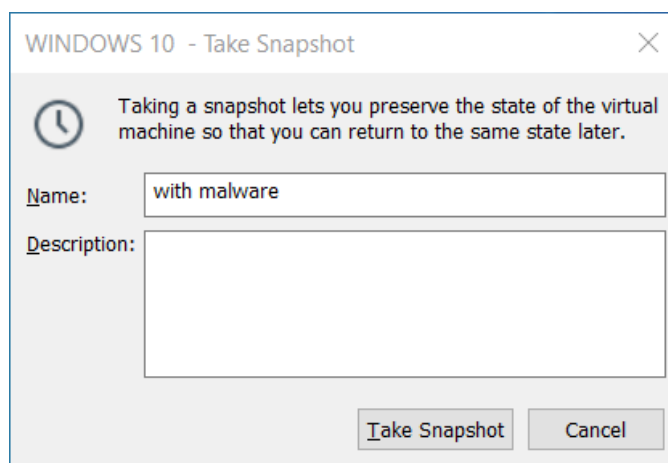 WINDOWS 10 - Take Snapshot
Taking a snapshot lets you preserve the state of the virtual
machine so that you can return to the same state later.
Name:
with malware
Description:
Take Snapshot
Cancel